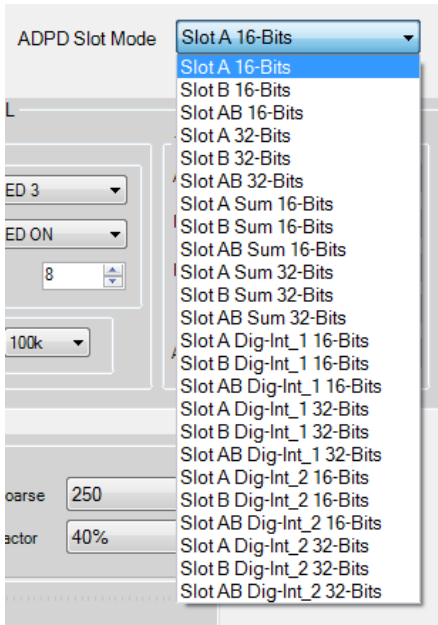 ADPD Slot Mode
Slot A 16-Bits
Slot A 16-Bits
Slot B 16-Bits
Slot AB 16-Bits
Slot A 32-Bits
Slot B 32-Bits
Slot AB 32-Bits
Slot A Sum 16-Bits
Slot B Sum 16-Bits
Slot AB Sum 16-Bits
Slot A Sum 32-Bits
Slot B Sum 32-Bits
Slot AB Sum 32-Bits
Slot A Dig-Int_1 16-Bits
Slot B Dig-Int_1 16-Bits
Slot AB Dig-Int_1 16-Bits
Slot A Dig-Int_1 32-Bits
Slot B Dig-Int_1 32-Bits
Slot AB Dig-Int_1 32-Bits
Slot A Dig-Int_2 16-Bits
Slot B Dig-Int_2 16-Bits
Slot AB Dig-Int_2 16-Bits
Slot A Dig-Int_2 32-Bits
Slot B Dig-Int_2 32-Bits
Slot AB Dig-Int_2 32-Bits
L
ED 3
ED ON
8
100k
oarse 250
actor 40%